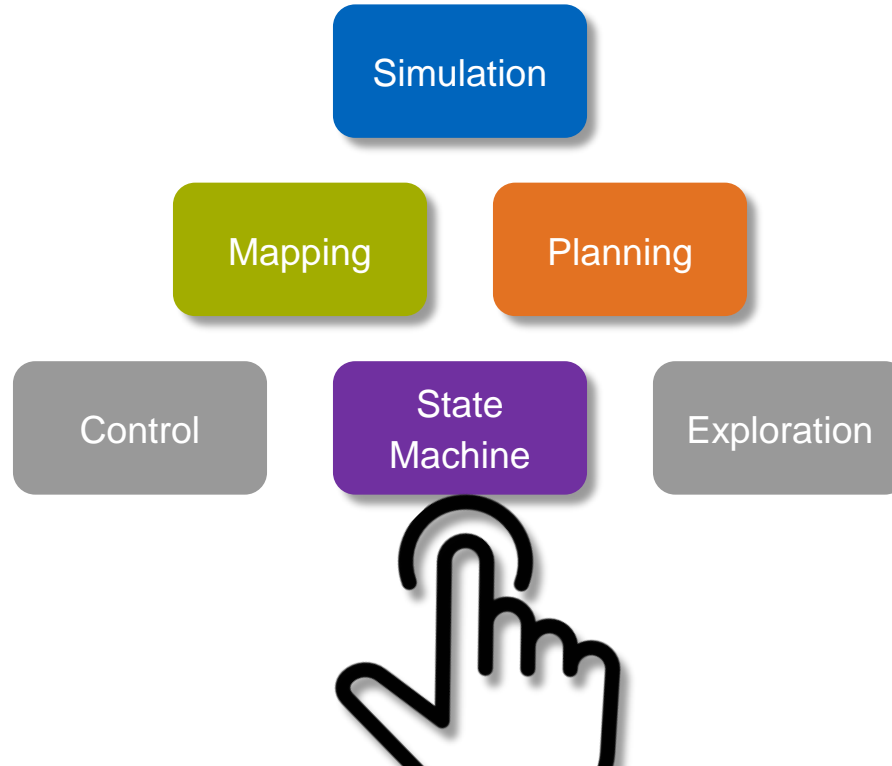 Simulation
Mapping
Planning
Control
State
Machine
Exploration